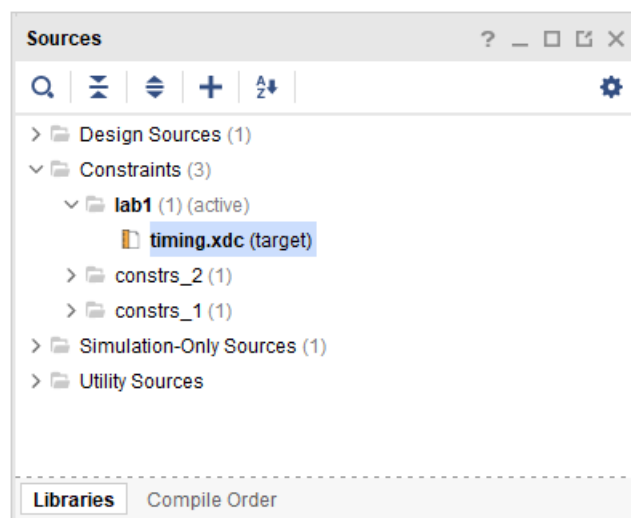 Sources
Design Sources (1)
Constraints (3)
lab1 (1) (active)
timing.xdc (target)
constrs_2 (1)
constrs_1 (1)
Simulation-Only Sources (1)
Utility Sources
Libraries Compile Order